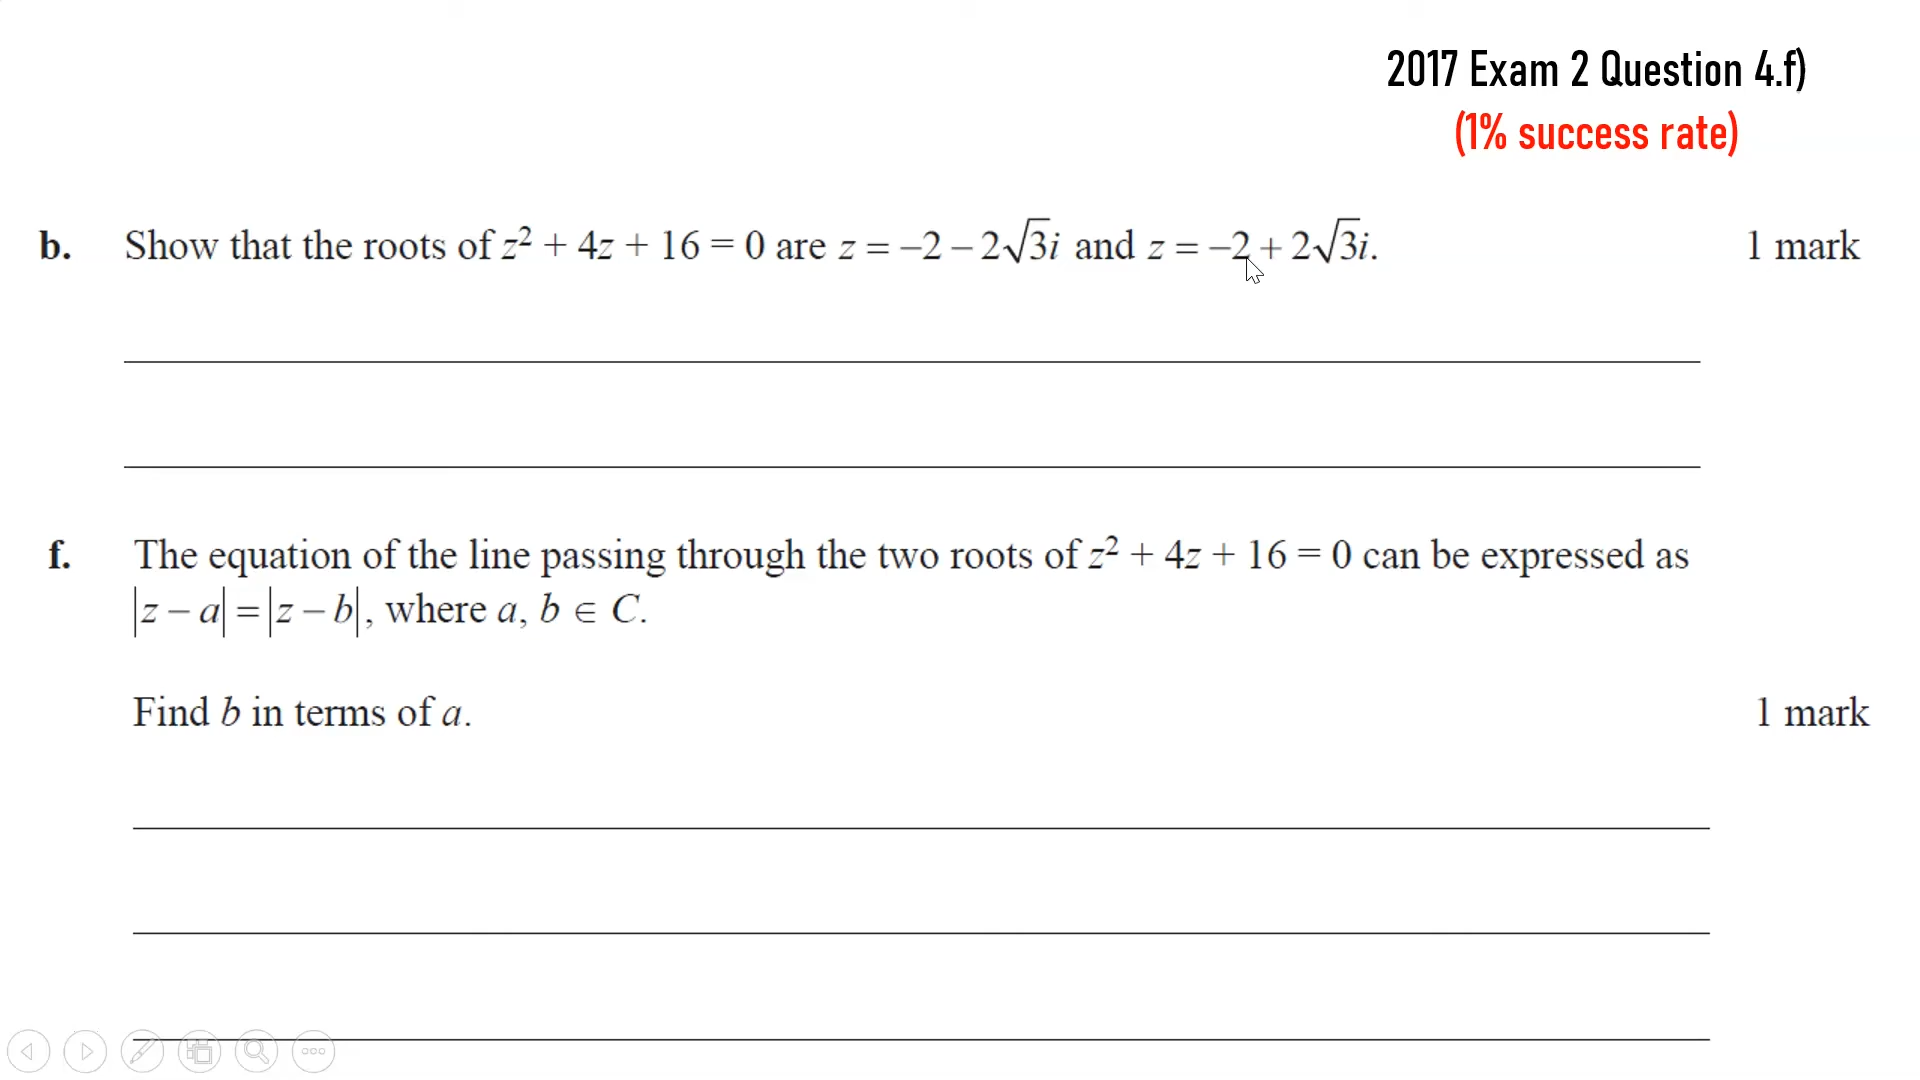 2017 Exam 2 Question 4.f)
(1% success rate)
b. Show that the roots of z² + 4z + 16 = 0 are z = −2 − 2√3i and z = −2 + 2√3i. 1 mark
f. The equation of the line passing through the two roots of z² + 4z + 16 = 0 can be expressed as
|z − a| = |z − b|, where a, b ∈ C.
Find b in terms of a. 1 mark